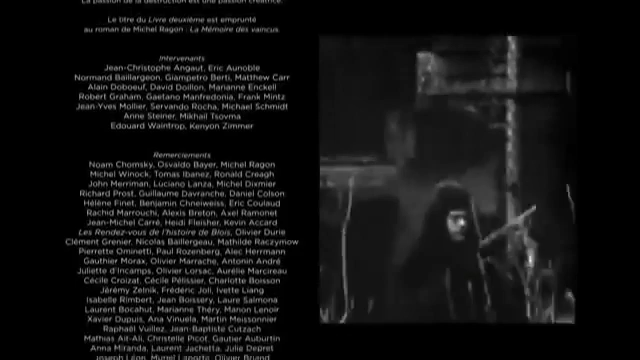 La passion de la destruction est une passion créatrice.
Le titre du Livre deuxième est emprunté
au roman de Michel Ragon : La Mémoire des vaincus.
Intervenants
Jean-Christophe Angaut, Eric Aunoble
Normand Baillargeon, Giampetro Berti, Matthew Carr
Alain Doboeuf, David Doillon, Marianne Enckell
Robert Graham, Gaetano Manfredonia, Frank Mintz
Jean-Yves Mollier, Servando Rocha, Michael Schmidt
Anne Steiner, Mikhail Tsovma
Edouard Waintrop, Kenyon Zimmer
Remerciements
Noam Chomsky, Osvaldo Bayer, Michel Ragon
Michel Winock, Tomas Ibanez, Ronald Creagh
John Merriman, Luciano Lanza, Michel Dixmier
Richard Prost, Guillaume Davranche, Daniel Colson
Hélène Finet, Benjamin Chneiweiss, Eric Coulaud
Rachid Marrouchi, Alexis Breton, Axel Ramonet
Jean-Michel Carré, Heidi Fleisher, Kevin Accard
Les Rendez-vous de l'histoire de Blois, Olivier Durie
Clément Grenier, Nicolas Baillergeau, Mathilde Raczymow
Pierrette Ominetti, Paul Rozenberg, Alec Herrmann
Gauthier Morax, Olivier Marrache, Antonin André
Juliette d'Incamps, Olivier Lorsac, Aurélie Marcireau
Cécile Croizat, Cécile Pélissier, Charlotte Boisson
Jéremy Zelnik, Frédéric Joli, Ivette Liang
Isabelle Rimbert, Jean Boissery, Laure Salmona
Laurent Bocahut, Marianne Théry, Manon Lenoir
Xavier Dupuis, Ana Vinuela, Martin Meissonnier
Raphaël Vuillez, Jean-Baptiste Cutzach
Mathias Ait-Ali, Christelle Picot, Gautier Auburtin
Anna Miranda, Laurent Jachetta, Julie Depret
Joseph Léon, Muriel Laporte, Olivier Bruand